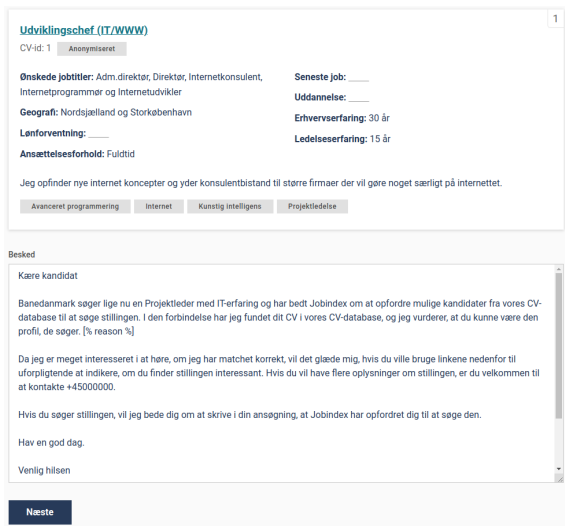 1
Udviklingschef (IT/WWW)
CV-id: 1 Anonymiseret
Ønskede jobtitler: Adm.direktør, Direktør, Internetkonsulent,
Internetprogrammør og Internetudvikler
Geografi: Nordsjælland og Storkøbenhavn
Lønforventning: ____
Ansættelsesforhold: Fuldtid
Seneste job: ____
Uddannelse: ____
Erhvervserfaring: 30 år
Ledelseserfaring: 15 år
Jeg opfinder nye internet koncepter og yder konsulentbistand til større firmaer der vil gøre noget særligt på internettet.
Avanceret programmering Internet Kunstig intelligens Projektledelse
Besked
Kære kandidat
Banedanmark søger lige nu en Projektleder med IT-erfaring og har bedt Jobindex om at opfordre mulige kandidater fra vores CV-
database til at søge stillingen. I den forbindelse har jeg fundet dit CV i vores CV-database, og jeg vurderer, at du kunne være den
profil, de søger. [% reason %]
Da jeg er meget interesseret i at høre, om jeg har matchet korrekt, vil det glæde mig, hvis du ville bruge linkene nedenfor til
uforpligtende at indikere, om du finder stillingen interessant. Hvis du vil have flere oplysninger om stillingen, er du velkommen til
at kontakte +45000000.
Hvis du søger stillingen, vil jeg bede dig om at skrive i din ansøgning, at Jobindex har opfordret dig til at søge den.
Hav en god dag.
Venlig hilsen
Næste